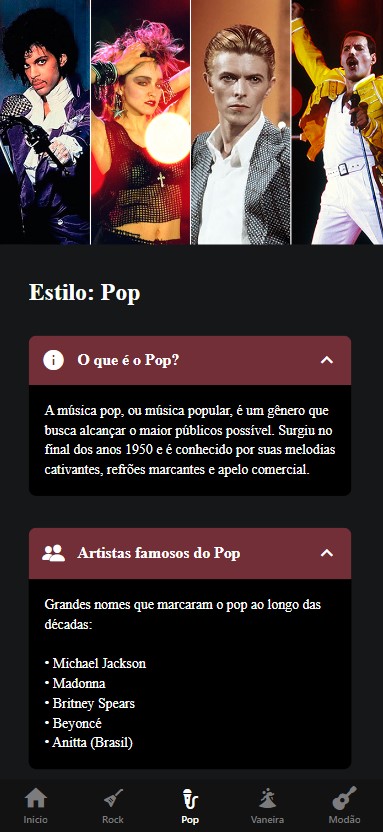 Estilo: Pop
O que é o Pop?
A música pop, ou música popular, é um gênero que
busca alcançar o maior públicos possível. Surgiu no
final dos anos 1950 e é conhecido por suas melodias
cativantes, refrões marcantes e apelo comercial.
Artistas famosos do Pop
Grandes nomes que marcaram o pop ao longo das
décadas:
• Michael Jackson
• Madonna
• Britney Spears
• Beyoncé
• Anitta (Brasil)
Inicio Rock Pop Vaneira Modão